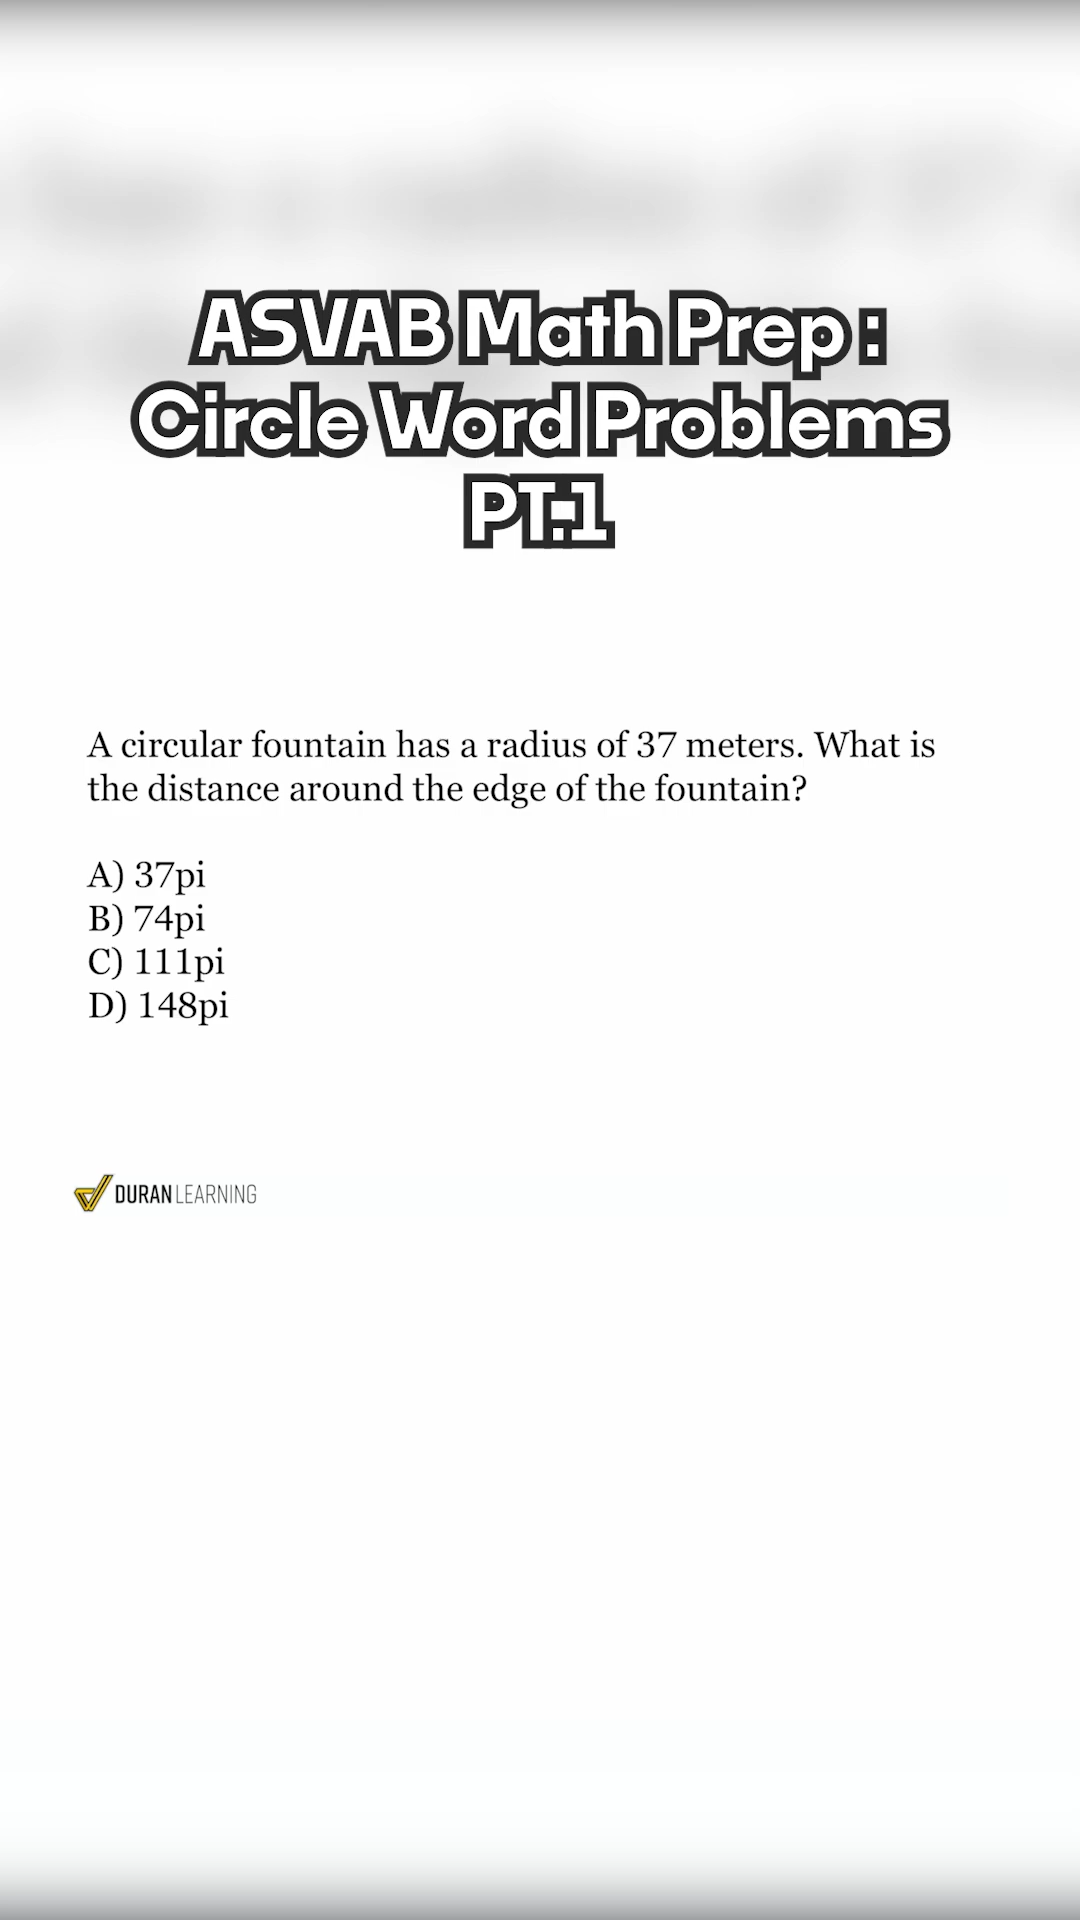 ASVAB Math Prep :
Circle Word Problems
PT.1
A circular fountain has a radius of 37 meters. What is
the distance around the edge of the fountain?
A) 37pi
B) 74pi
C) 111pi
D) 148pi
DURAN LEARNING